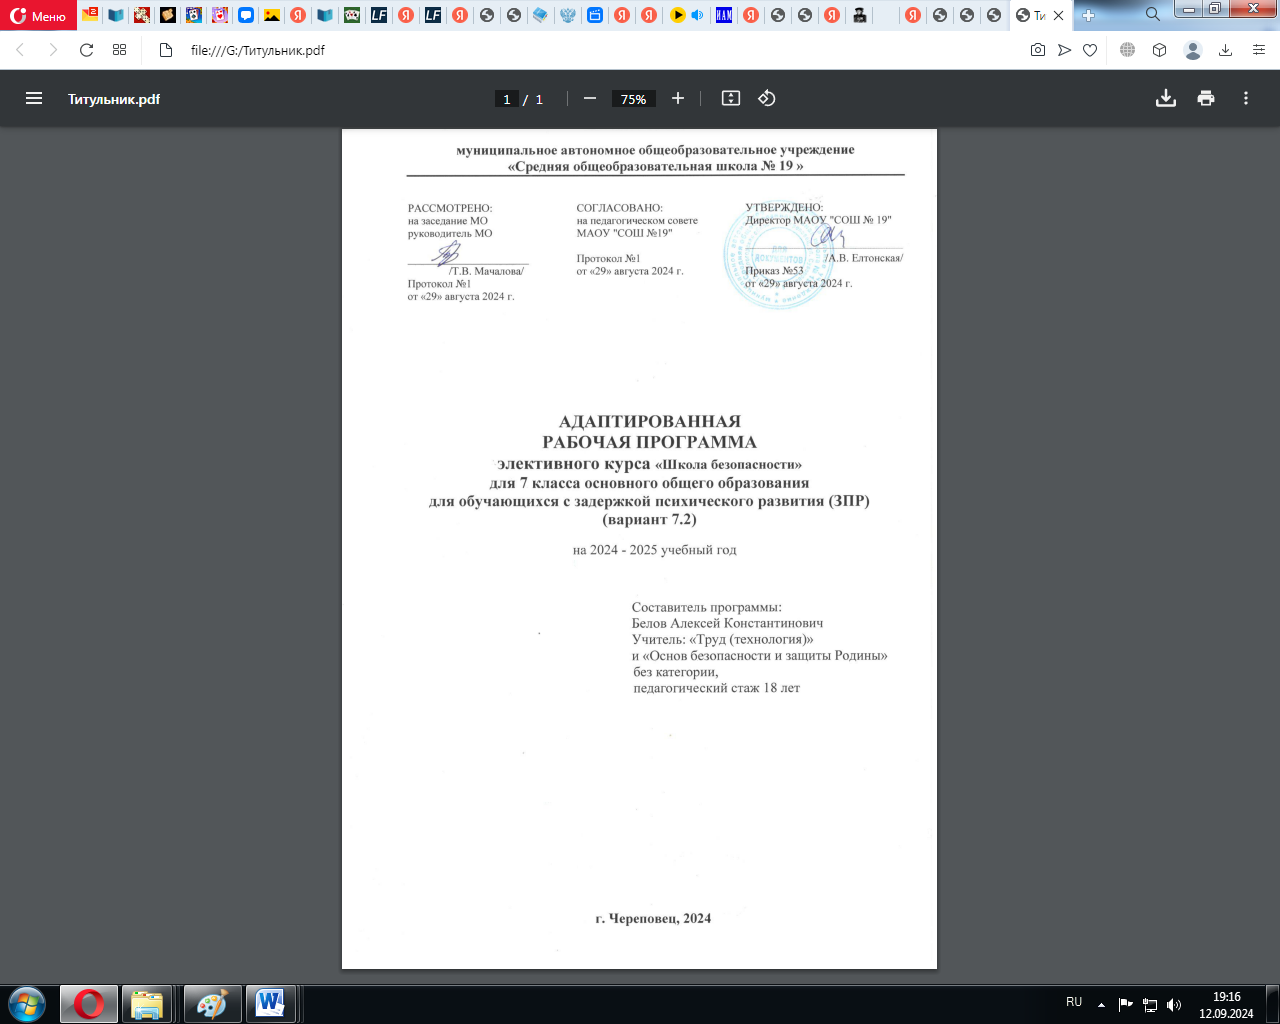 Меню
2
Ти
file:///G:/Титульник.pdf
Титульник.pdf
1 / 1
75%
муниципальное автономное общеобразовательное учреждение
«Средняя общеобразовательная школа № 19 »
РАССМОТРЕНО:
на заседание МО
руководитель МО
/Т.В. Мачалова/
Протокол №1
от «29» августа 2024 г.
СОГЛАСОВАНО:
на педагогическом совете
МАОУ "СОШ №19"
Протокол №1
от «29» августа 2024 г.
УТВЕРЖДЕНО:
Директор МАОУ "СОШ № 19"
/А.В. Елтонская/
Приказ №53
от «29» августа 2024 г.
ДЛЯ
ДОКУМЕНТОВ
АДАПТИРОВАННАЯ
РАБОЧАЯ ПРОГРАММА
элективного курса «Школа безопасности»
для 7 класса основного общего образования
для обучающихся с задержкой психического развития (ЗПР)
(вариант 7.2)
на 2024 - 2025 учебный год
Составитель программы:
Белов Алексей Константинович
Учитель: «Труд (технология)»
и «Основ безопасности и защиты Родины»
без категории,
педагогический стаж 18 лет
г. Череповец, 2024
RU
19:16
12.09.2024